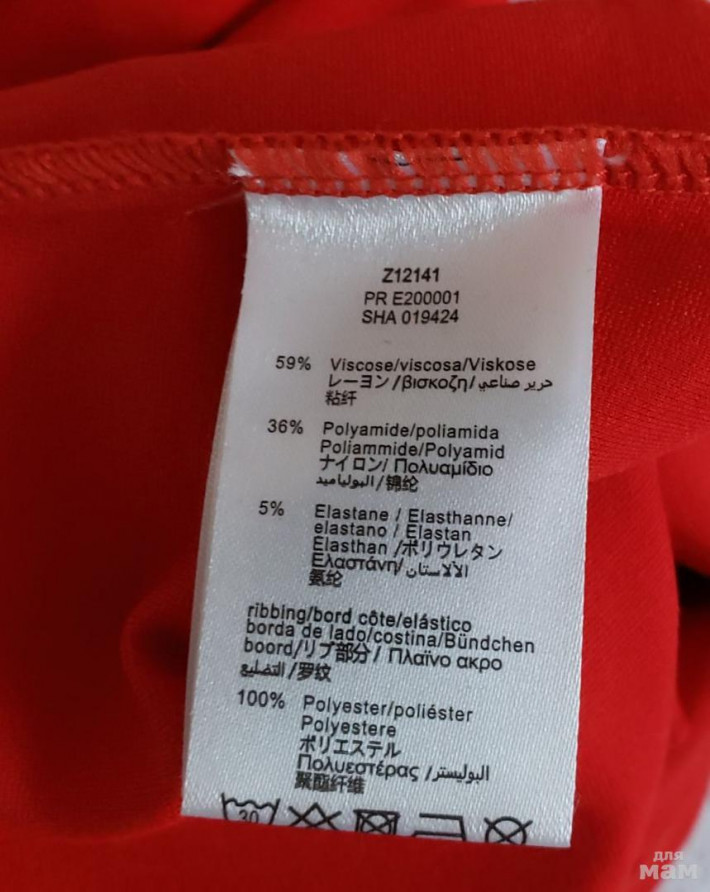 Z12141
PR E200001
SHA 019424
59% Viscose/viscosa/Viskose
レーヨン/βισκοζη/حرير صناعي
粘纤
36% Polyamide/poliamida
Poliammide/Polyamid
ナイロン/ Πολυαμίδιο
البولياميد/锦纶
5% Elastane / Elasthanne/
elastano / Elastan
Elasthan /ポリウレタン
Ελαστάνη/الألاستان
氨纶
ribbing/bord côte/elástico
borda de lado/costina/Bündchen
boord/リブ部分/ Πλαϊνο ακρο
التضليع/罗纹
100% Polyester/poliéster
Polyestere
ポリエステル
Πολυεστέρας /البوليستر
聚酯纤维
30
для
мам